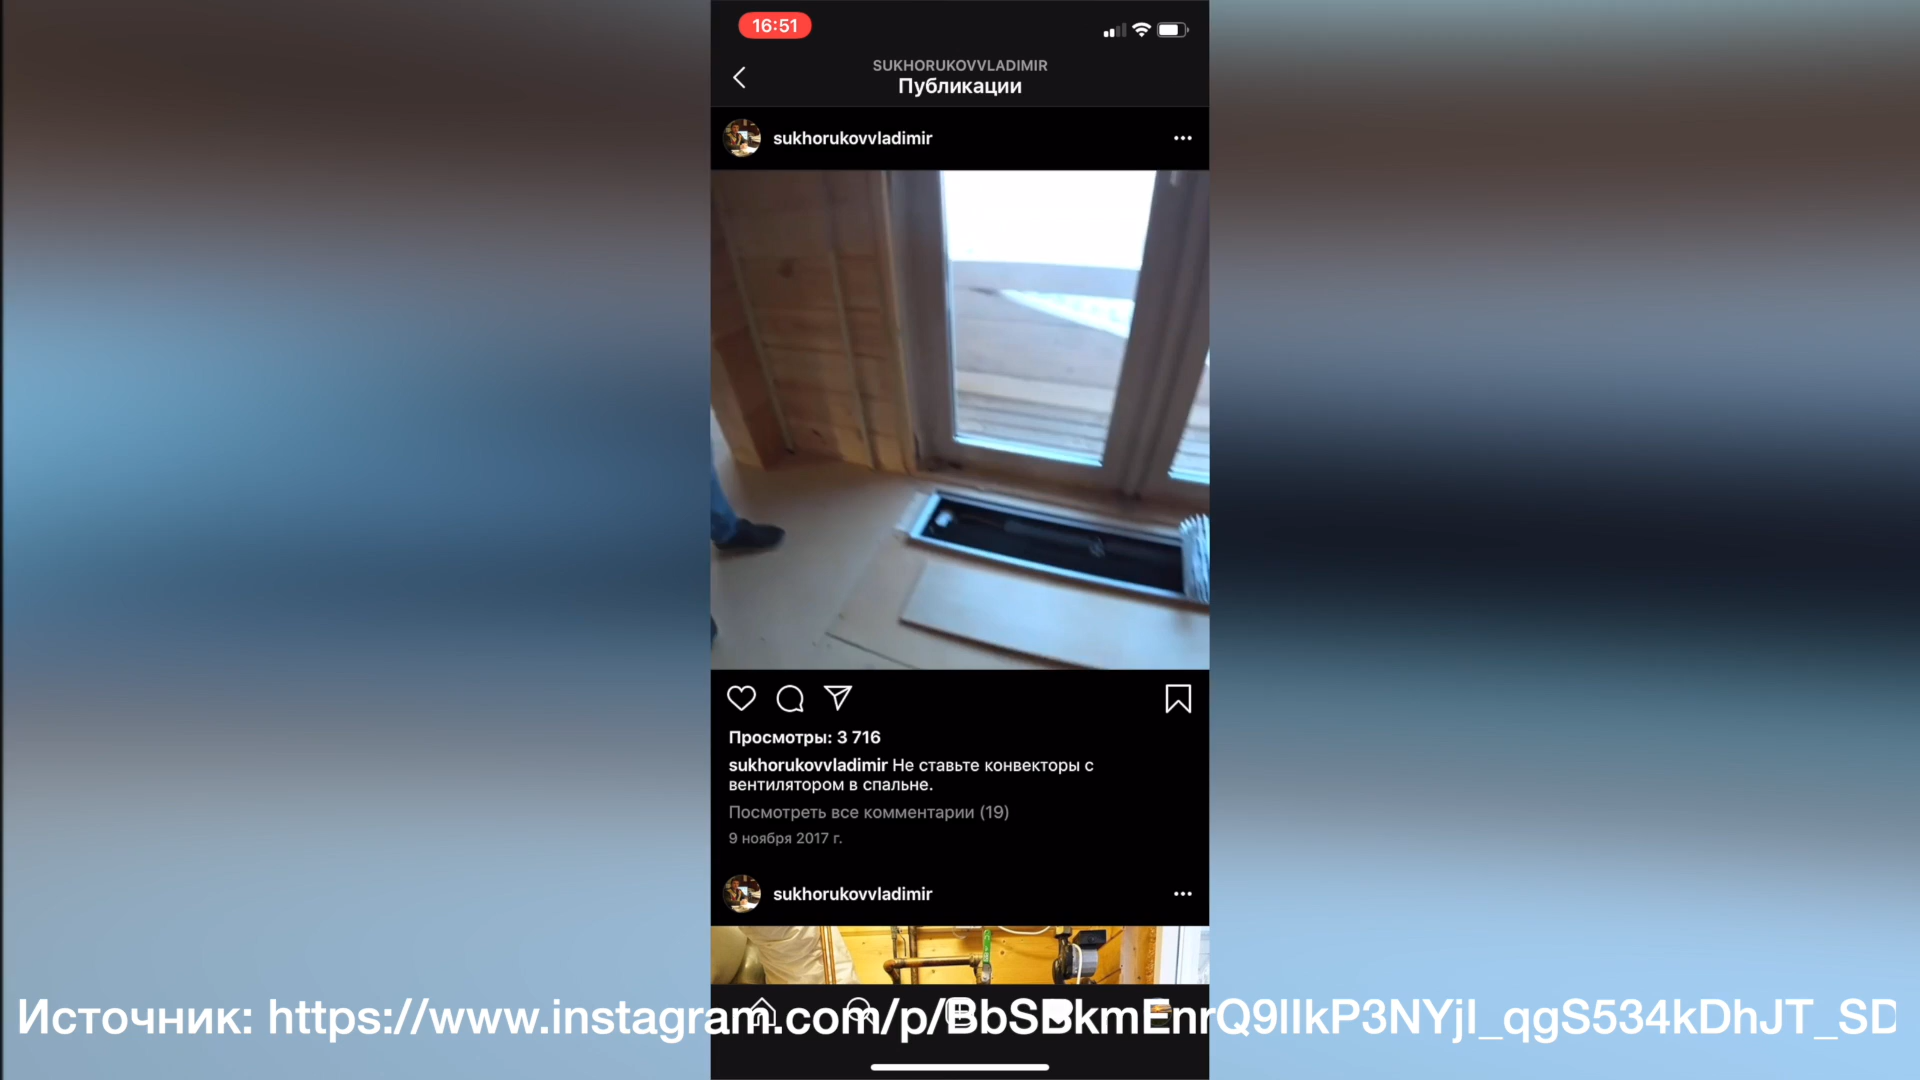 16:51
SUKHORUKOVVLADIMIR
Публикации
sukhorukovvladimir
Просмотры: 3 716
sukhorukovvladimir Не ставьте конвекторы с
вентилятором в спальне.
Посмотреть все комментарии (19)
9 ноября 2017 г.
sukhorukovvladimir
Источник: https://www.instagram.com/p/BbSBkmEnrQ9lIkP3NYjl_qgS534kDhJT_SD